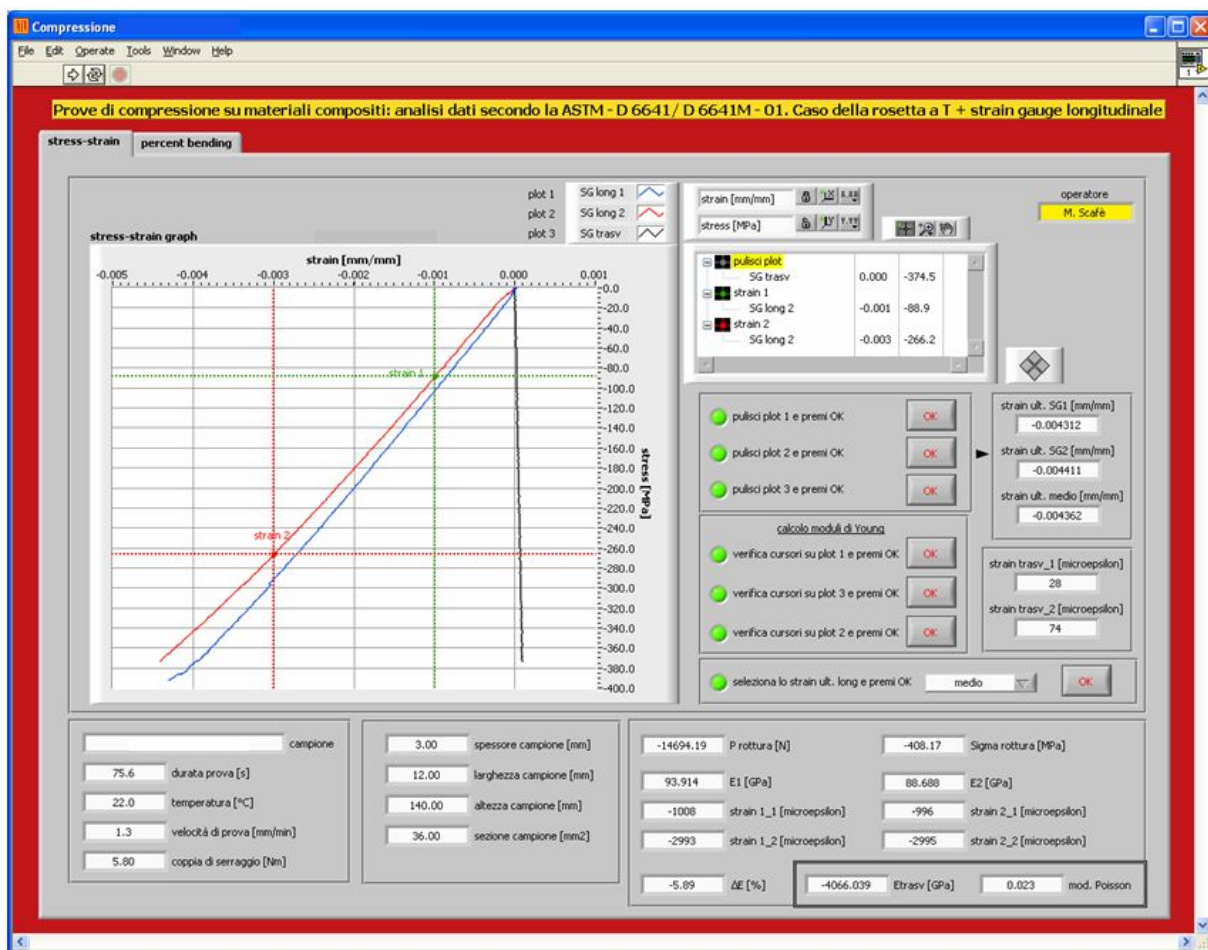 Compressione
File Edit Operate Tools Window Help
1
Prove di compressione su materiali compositi: analisi dati secondo la ASTM - D 6641/ D 6641M - 01. Caso della rosetta a T + strain gauge longitudinale
stress-strain percent bending
plot 1 SG long 1
plot 2 SG long 2
plot 3 SG trasv
stress-strain graph
strain [mm/mm]
-0.005 -0.004 -0.003 -0.002 -0.001 0.000 0.001
-0.0
-20.0
-40.0
-60.0
-80.0
-100.0
-120.0
-140.0
-160.0
-180.0
-200.0
-220.0
-240.0
-260.0
-280.0
-300.0
-320.0
-340.0
-360.0
-380.0
-400.0
stress [MPa]
strain 1
strain 2
strain [mm/mm] X.XX
stress [MPa] Y.YY
operatore
M. Scafè
pulisci plot
SG trasv 0.000 -374.5
strain 1
SG long 2 -0.001 -88.9
strain 2
SG long 2 -0.003 -266.2
pulisci plot 1 e premi OK OK
pulisci plot 2 e premi OK OK
pulisci plot 3 e premi OK OK
strain ult. SG1 [mm/mm]
-0.004312
strain ult. SG2 [mm/mm]
-0.004411
strain ult. medio [mm/mm]
-0.004362
calcolo moduli di Young
verifica cursori su plot 1 e premi OK OK
verifica cursori su plot 3 e premi OK OK
verifica cursori su plot 2 e premi OK OK
strain trasv_1 [microepsilon]
28
strain trasv_2 [microepsilon]
74
seleziona lo strain ult. long e premi OK medio OK
campione
75.6 durata prova [s]
22.0 temperatura [°C]
1.3 velocità di prova [mm/min]
5.80 coppia di serraggio [Nm]
3.00 spessore campione [mm]
12.00 larghezza campione [mm]
140.00 altezza campione [mm]
36.00 sezione campione [mm2]
-14694.19 P rottura [N] -408.17 Sigma rottura [MPa]
93.914 E1 [GPa] 88.688 E2 [GPa]
-1008 strain 1_1 [microepsilon] -996 strain 2_1 [microepsilon]
-2993 strain 1_2 [microepsilon] -2995 strain 2_2 [microepsilon]
-5.89 ΔE [%] -4066.039 Etrasv [GPa] 0.023 mod. Poisson